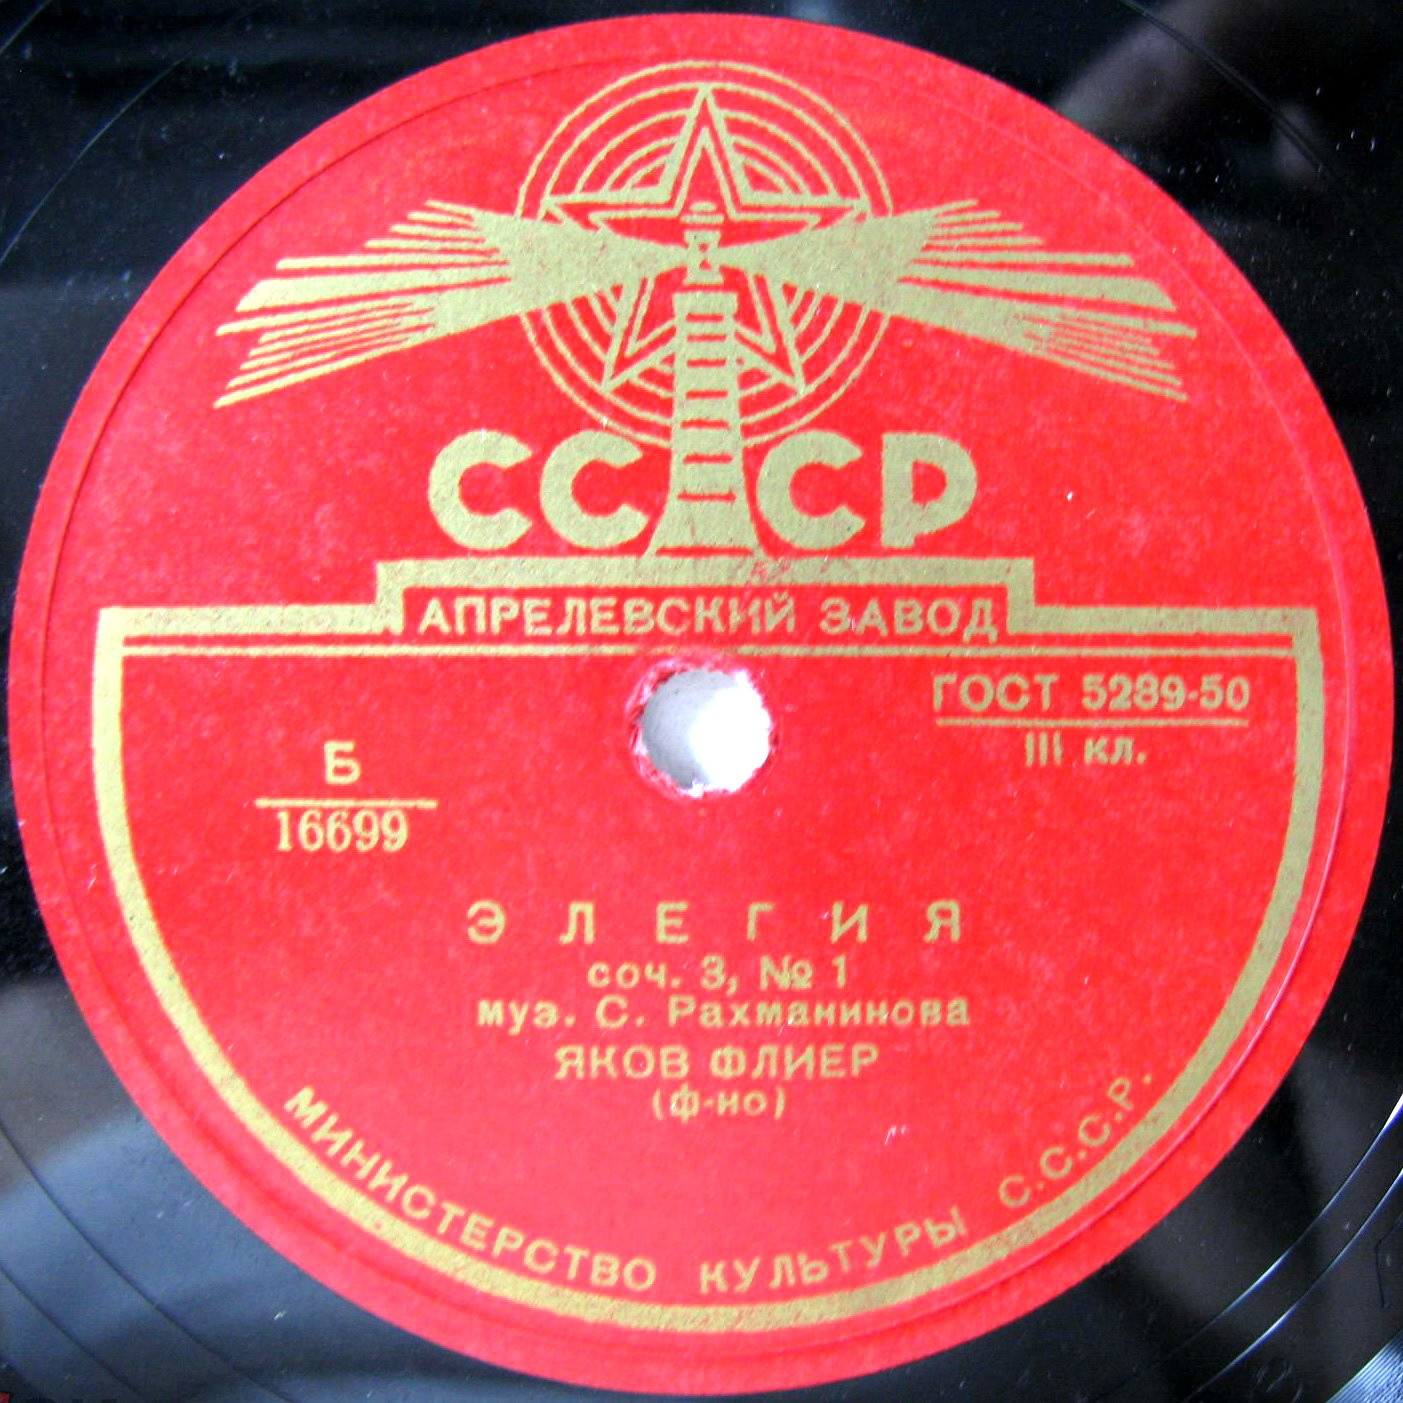 СССР
АПРЕЛЕВСКИЙ ЗАВОД
ГОСТ 5289-50
III кл.
Б
16699
ЭЛЕГИЯ
соч. 3, № 1
муз. С. Рахманинова
ЯКОВ ФЛИЕР
(ф-но)
МИНИСТЕРСТВО КУЛЬТУРЫ С.С.С.Р.